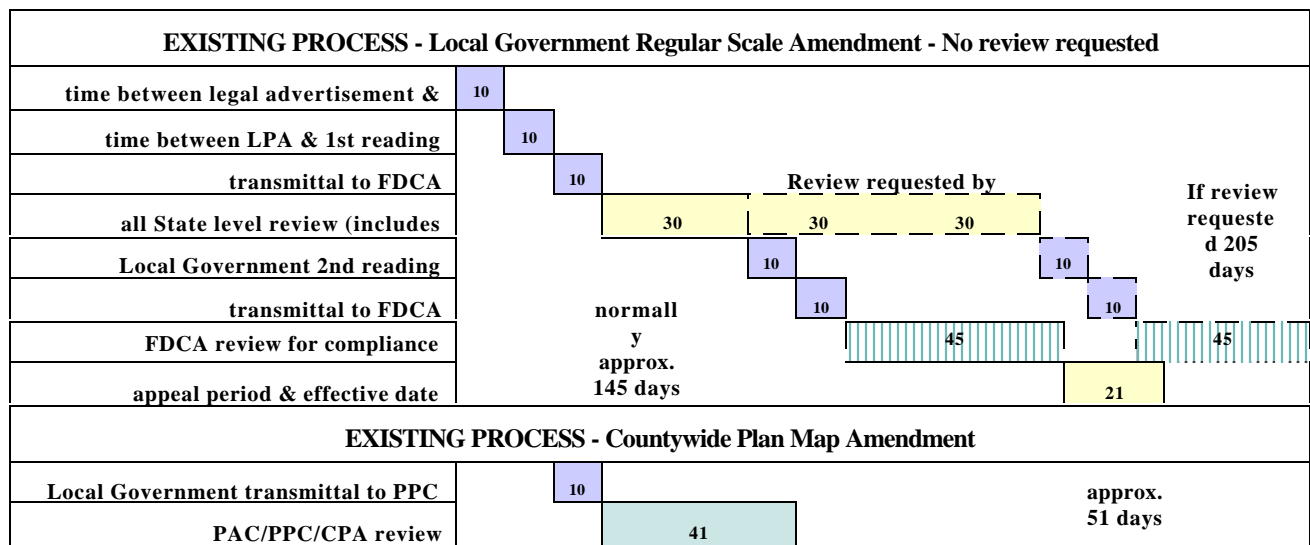 EXISTING PROCESS - Local Government Regular Scale Amendment - No review requested
time between legal advertisement & 10
time between LPA & 1st reading 10
transmittal to FDCA 10
Review requested by
all State level review (includes 30 30 30
If review
requeste
d 205
days
Local Government 2nd reading 10 10
transmittal to FDCA 10 10
normall
y
approx.
145 days
FDCA review for compliance 45 45
appeal period & effective date 21
EXISTING PROCESS - Countywide Plan Map Amendment
Local Government transmittal to PPC 10
PAC/PPC/CPA review 41
approx.
51 days